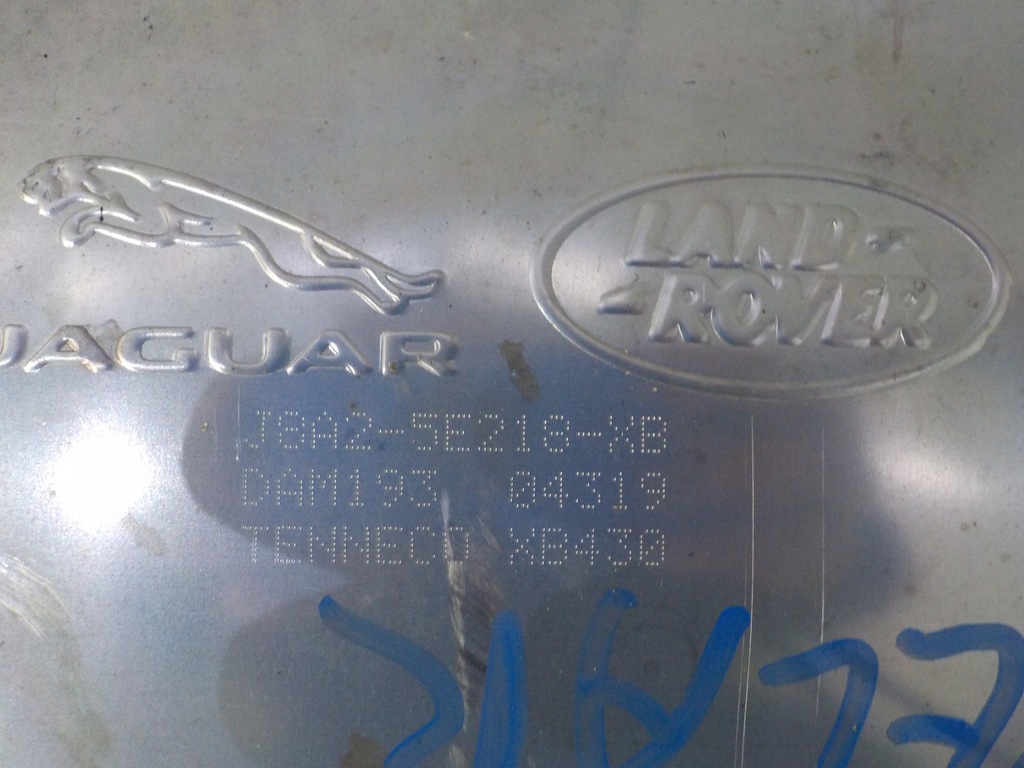 JAGUAR
LAND
ROVER
J8A2-5E218-XB
DAM193 04319
TENNECO XB430